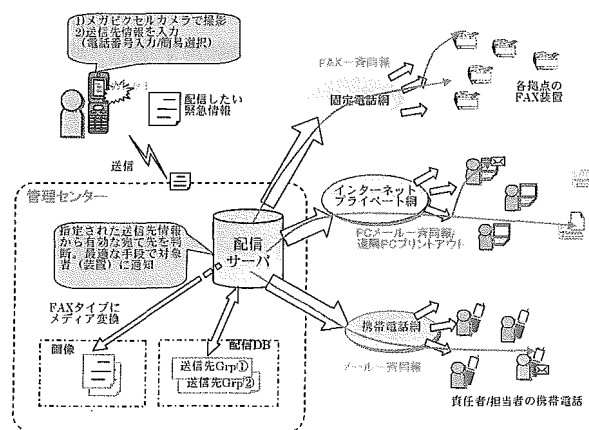 1)メガピクセルカメラで撮影
2)送信先情報を入力
(電話番号入力/簡易選択)
配信したい
緊急情報
送信
FAX一斉同報
固定電話網
各拠点の
FAX装置
管理センター
指定された送信先情報
から有効な宛て先を判
断。最適な手段で対象
者(装置)に通知
配信
サーバ
インターネット
プライベート網
PCメール一斉同報/
遠隔PCプリントアウト
FAXタイプに
メディア変換
画像
配信DB
送信先Grp①
送信先Grp②
携帯電話網
メール一斉同報
責任者/担当者の携帯電話